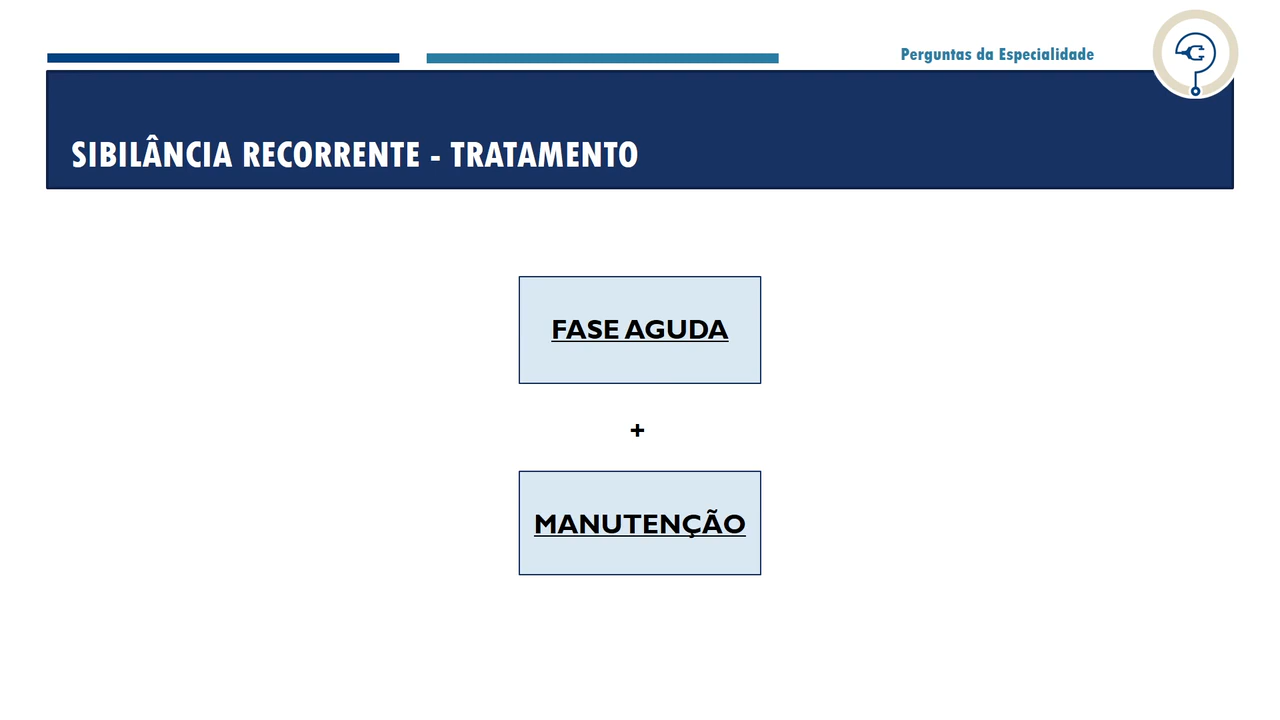 Perguntas da Especialidade
SIBILÂNCIA RECORRENTE - TRATAMENTO
FASE AGUDA
+
MANUTENÇÃO